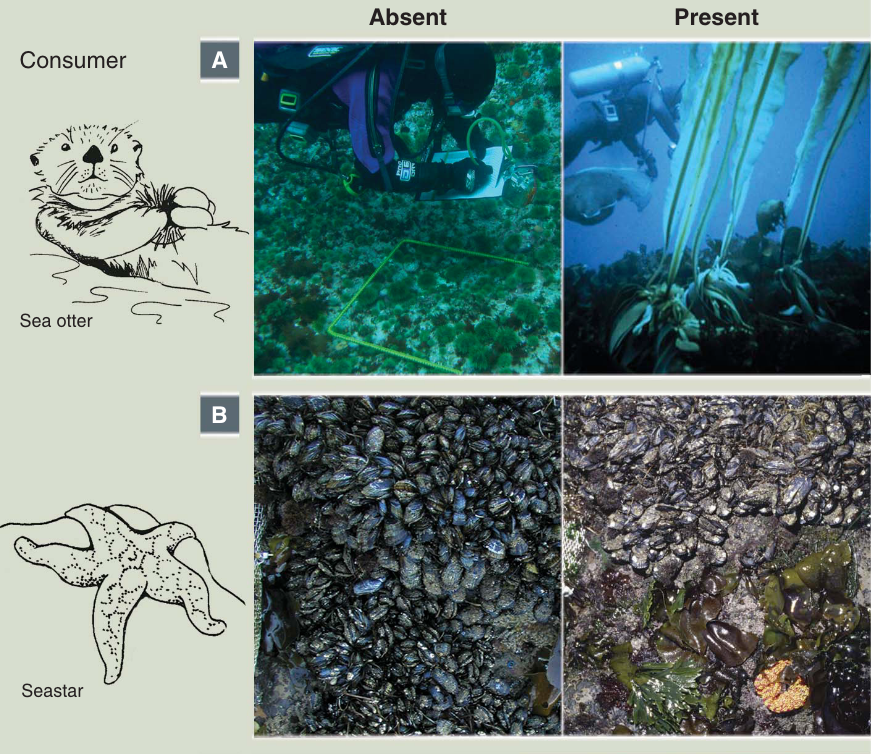 Absent
Present
Consumer
A
Sea otter
B
Seastar